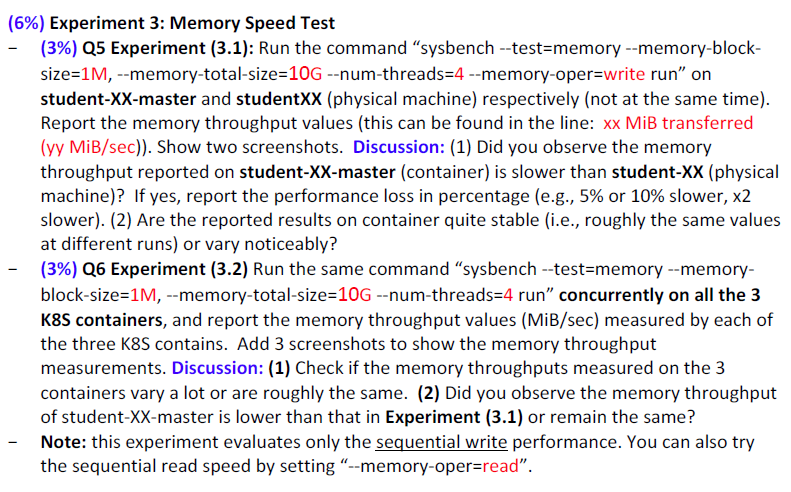 (6%) Experiment 3: Memory Speed Test
– (3%) Q5 Experiment (3.1): Run the command “sysbench --test=memory --memory-block-
size=1M, --memory-total-size=10G --num-threads=4 --memory-oper=write run” on
student-XX-master and studentXX (physical machine) respectively (not at the same time).
Report the memory throughput values (this can be found in the line: xx MiB transferred
(yy MiB/sec)). Show two screenshots. Discussion: (1) Did you observe the memory
throughput reported on student-XX-master (container) is slower than student-XX (physical
machine)? If yes, report the performance loss in percentage (e.g., 5% or 10% slower, x2
slower). (2) Are the reported results on container quite stable (i.e., roughly the same values
at different runs) or vary noticeably?
– (3%) Q6 Experiment (3.2) Run the same command “sysbench --test=memory --memory-
block-size=1M, --memory-total-size=10G --num-threads=4 run” concurrently on all the 3
K8S containers, and report the memory throughput values (MiB/sec) measured by each of
the three K8S contains. Add 3 screenshots to show the memory throughput
measurements. Discussion: (1) Check if the memory throughputs measured on the 3
containers vary a lot or are roughly the same. (2) Did you observe the memory throughput
of student-XX-master is lower than that in Experiment (3.1) or remain the same?
– Note: this experiment evaluates only the sequential write performance. You can also try
the sequential read speed by setting “--memory-oper=read”.